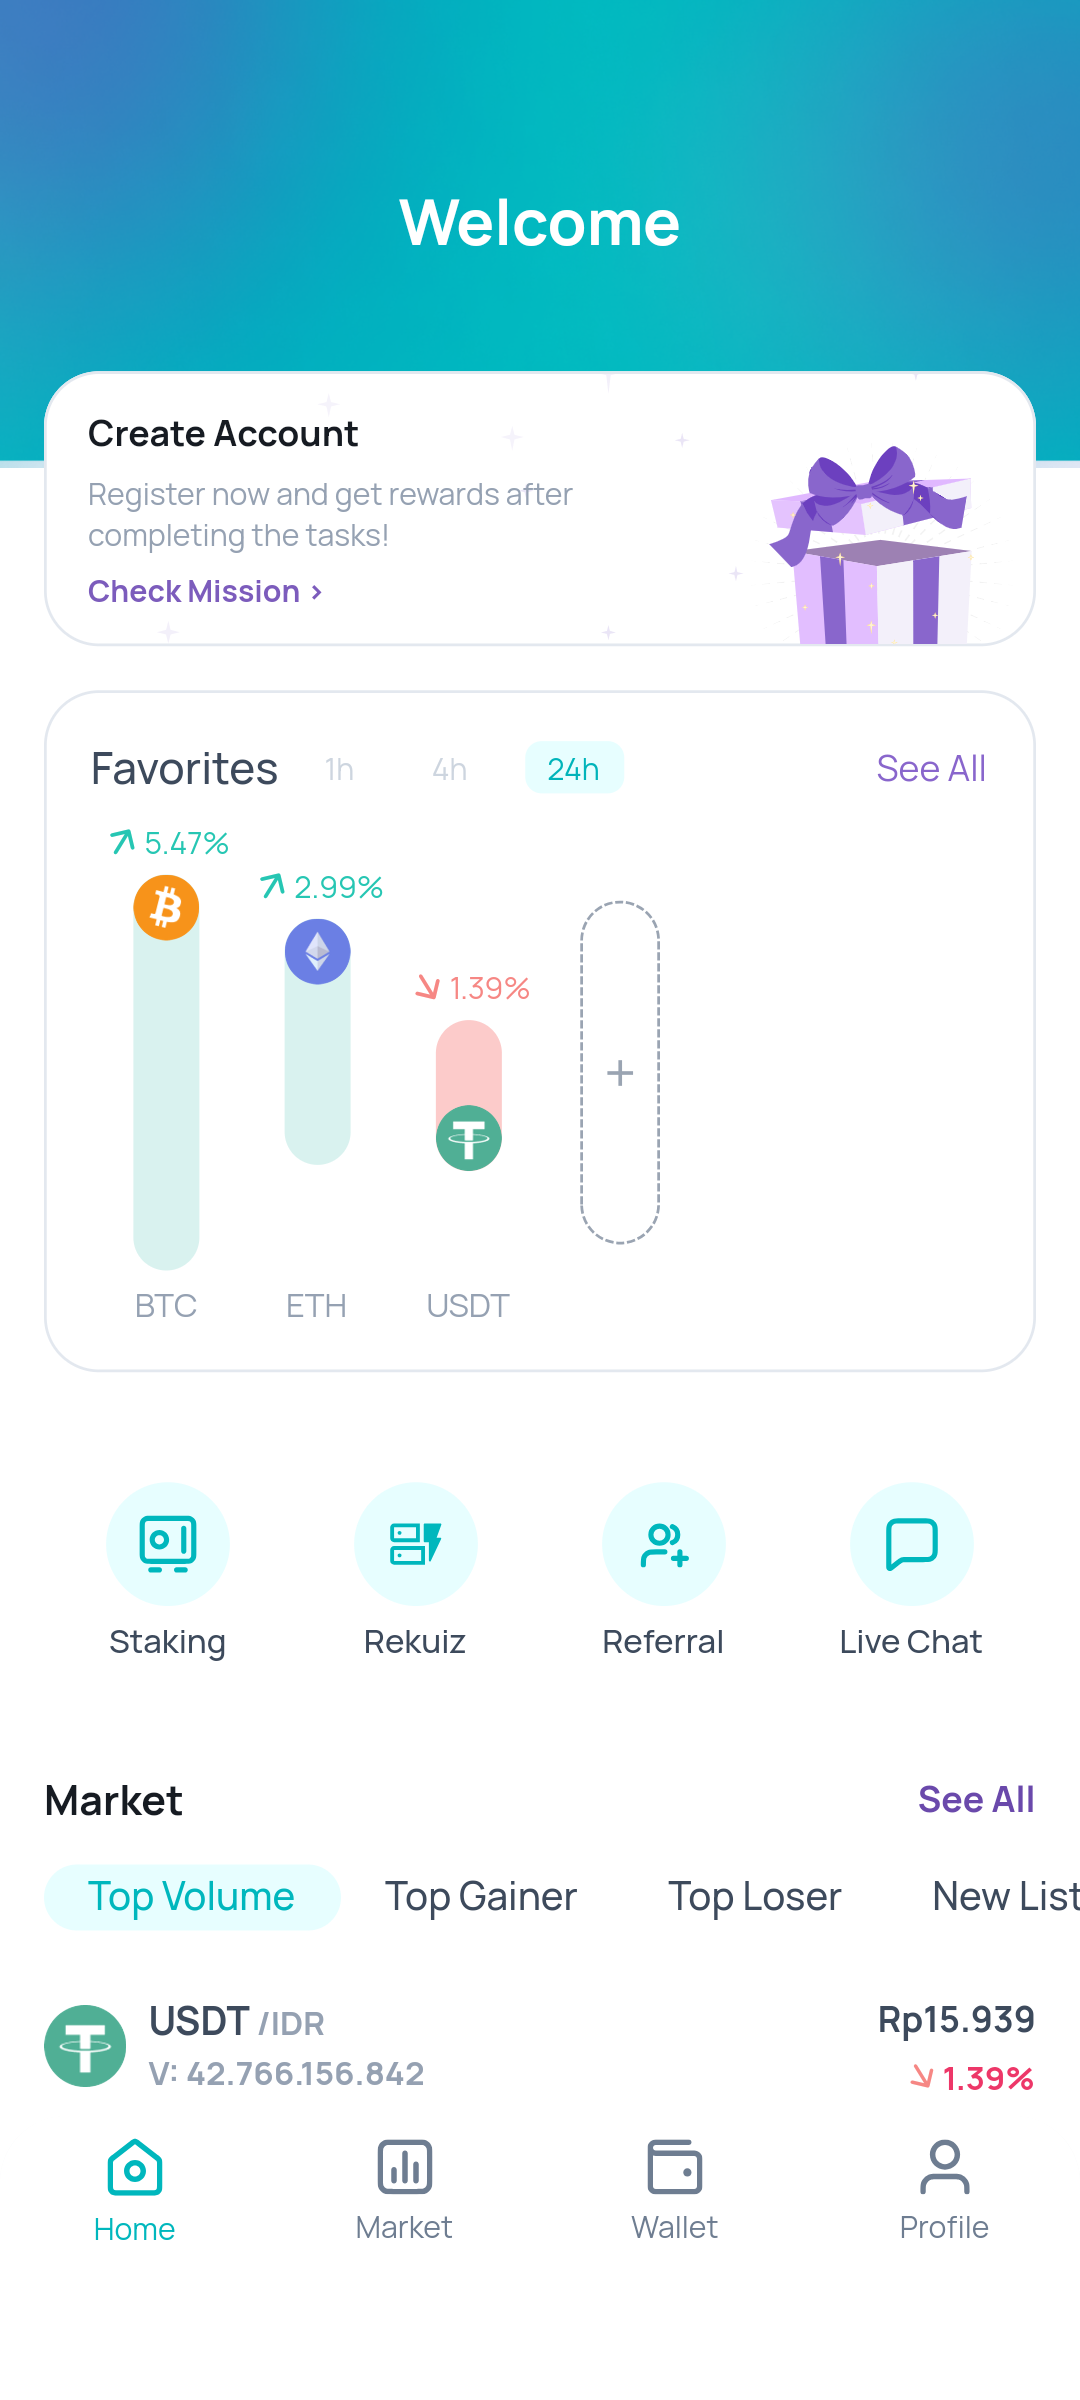 Welcome
Create Account
Register now and get rewards after
completing the tasks!
Check Mission >
Favorites 1h 4h 24h See All
5.47%
2.99%
1.39%
+
BTC ETH USDT
Staking Rekuiz Referral Live Chat
Market See All
Top Volume Top Gainer Top Loser New List
USDT /IDR Rp15.939
V: 42.766.156.842 1.39%
Home Market Wallet Profile